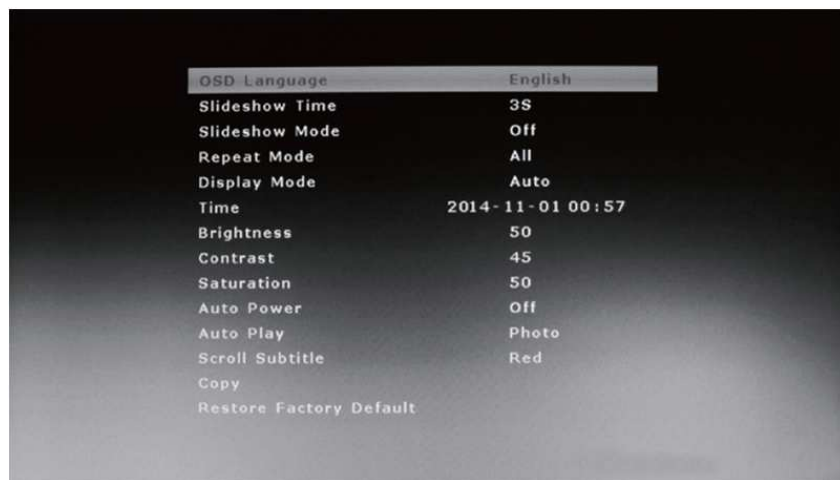 OSD Language English
Slideshow Time 3S
Slideshow Mode Off
Repeat Mode All
Display Mode Auto
Time 2014-11-01 00:57
Brightness 50
Contrast 45
Saturation 50
Auto Power Off
Auto Play Photo
Scroll Subtitle Red
Copy
Restore Factory Default